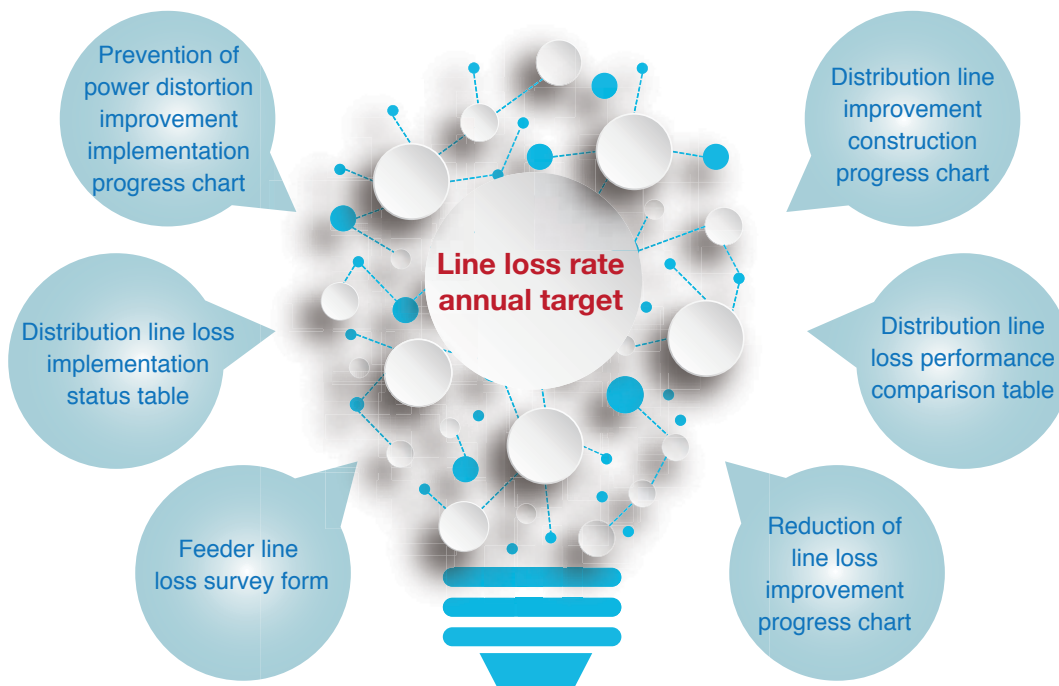 Prevention of
power distortion
improvement
implementation
progress chart
Distribution line
improvement
construction
progress chart
Line loss rate
annual target
Distribution line loss
implementation
status table
Distribution line
loss performance
comparison table
Feeder line
loss survey form
Reduction of
line loss
improvement
progress chart